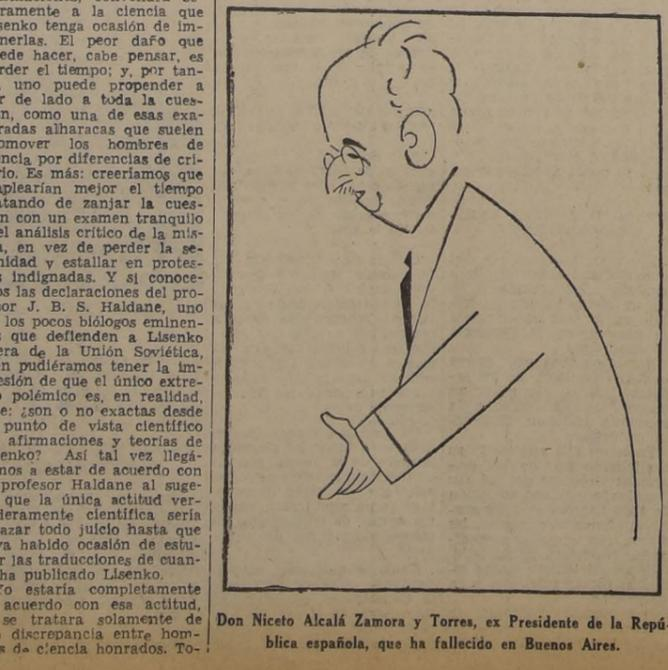 ramente a la ciencia que
senko tenga ocasión de im-
nerlas. El peor daño que
ede hacer, cabe pensar, es
rder el tiempo; y, por tan-
uno puede propender a
r de lado a toda la cues-
n, como una de esas exa-
radas alharacas que suelen
omover los hombres de
encia por diferencias de cri-
rio. Es más: creeríamos que
aplearían mejor el tiempo
atando de zanjar la cues-
n con un examen tranquilo
el análisis crítico de la mis-
a, en vez de perder la se-
nidad y estallar en protes-
s indignadas. Y si conoce-
os las declaraciones del pro-
sor J. B. S. Haldane, uno
los pocos biólogos eminen-
s que defienden a Lisenko
era de la Unión Soviética,
n pudiéramos tener la im-
esión de que el único extre-
o polémico es, en realidad,
e: ¿son o no exactas desde
punto de vista científico
afirmaciones y teorías de
senko? Así tal vez llegá-
mos a estar de acuerdo con
profesor Haldane al suge-
que la única actitud ver-
deramente científica sería
azar todo juicio hasta que
ya habido ocasión de estu-
r las traducciones de cuan-
ha publicado Lisenko.
Yo estaría completamente
acuerdo con esa actitud,
se tratara solamente de
discrepancia entre hom-
s de ciencia honrados. To-
Don Niceto Alcalá Zamora y Torres, ex Presidente de la Repú-
blica española, que ha fallecido en Buenos Aires.